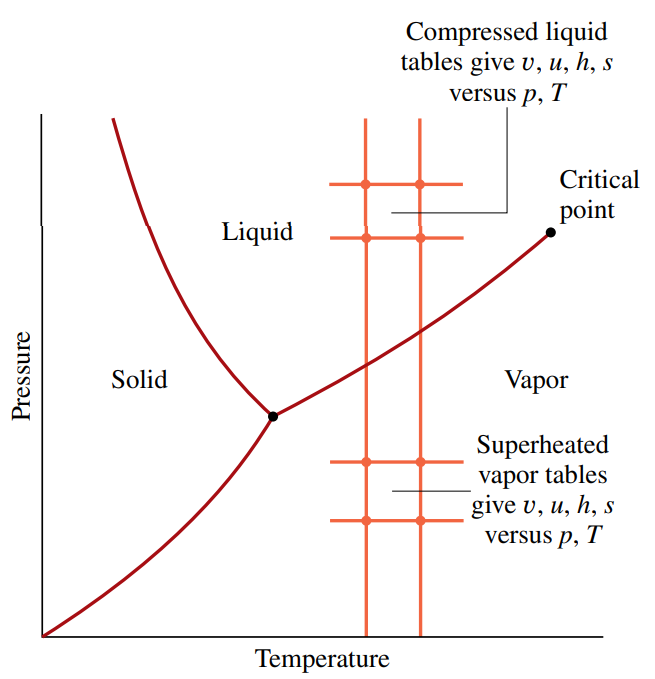 Compressed liquid
tables give v, u, h, s
versus p, T
Critical
point
Liquid
Solid
Vapor
Superheated
vapor tables
give v, u, h, s
versus p, T
Pressure
Temperature